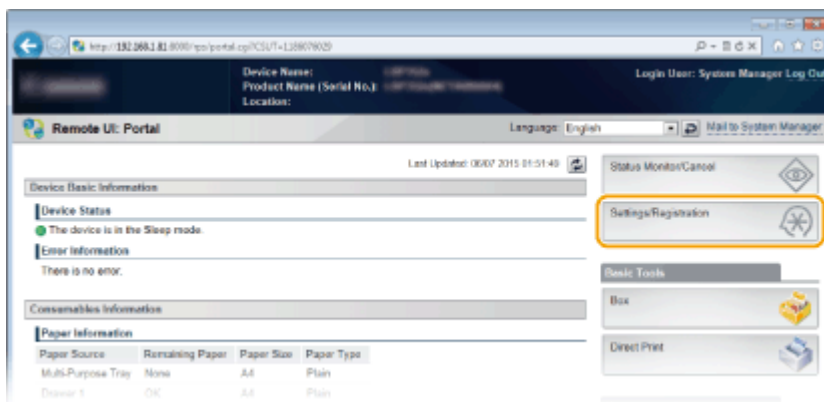 http://192.168.1.81:8000/rps/portal.cgi?CSUT=1189076029
Device Name:
Product Name (Serial No.):
Location:
Login User: System Manager Log Out
Remote UI: Portal
Language: English
Mail to System Manager
Last Updated: 06/07 2015 01:51:40
Status Monitor/Cancel
Device Basic Information
Device Status
The device is in the Sleep mode.
Settings/Registration
Error Information
There is no error.
Basic Tools
Consumables Information
Box
Paper Information
Paper Source Remaining Paper Paper Size Paper Type
Multi-Purpose Tray None A4 Plain
Direct Print
Drawer 1 OK A4 Plain